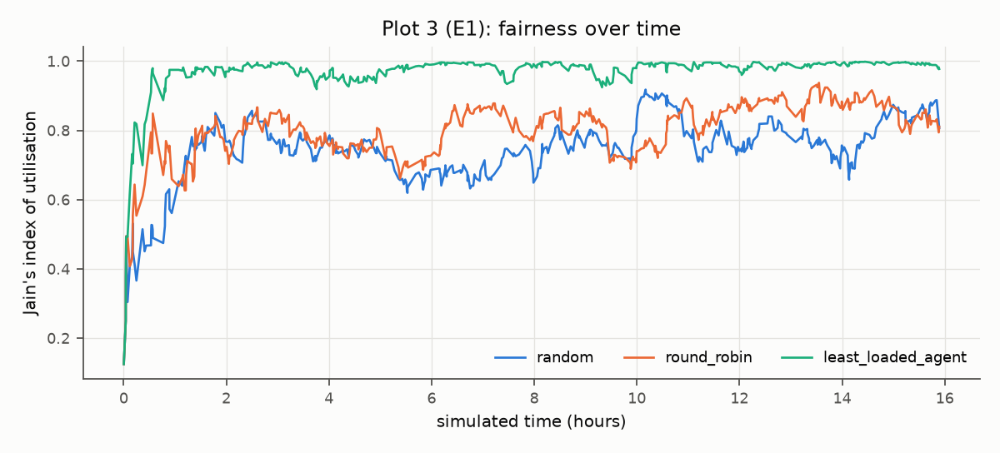 Plot 3 (E1): fairness over time
Jain's index of utilisation
1.0
0.8
0.6
0.4
0.2
random
round_robin
least_loaded_agent
0 2 4 6 8 10 12 14 16
simulated time (hours)